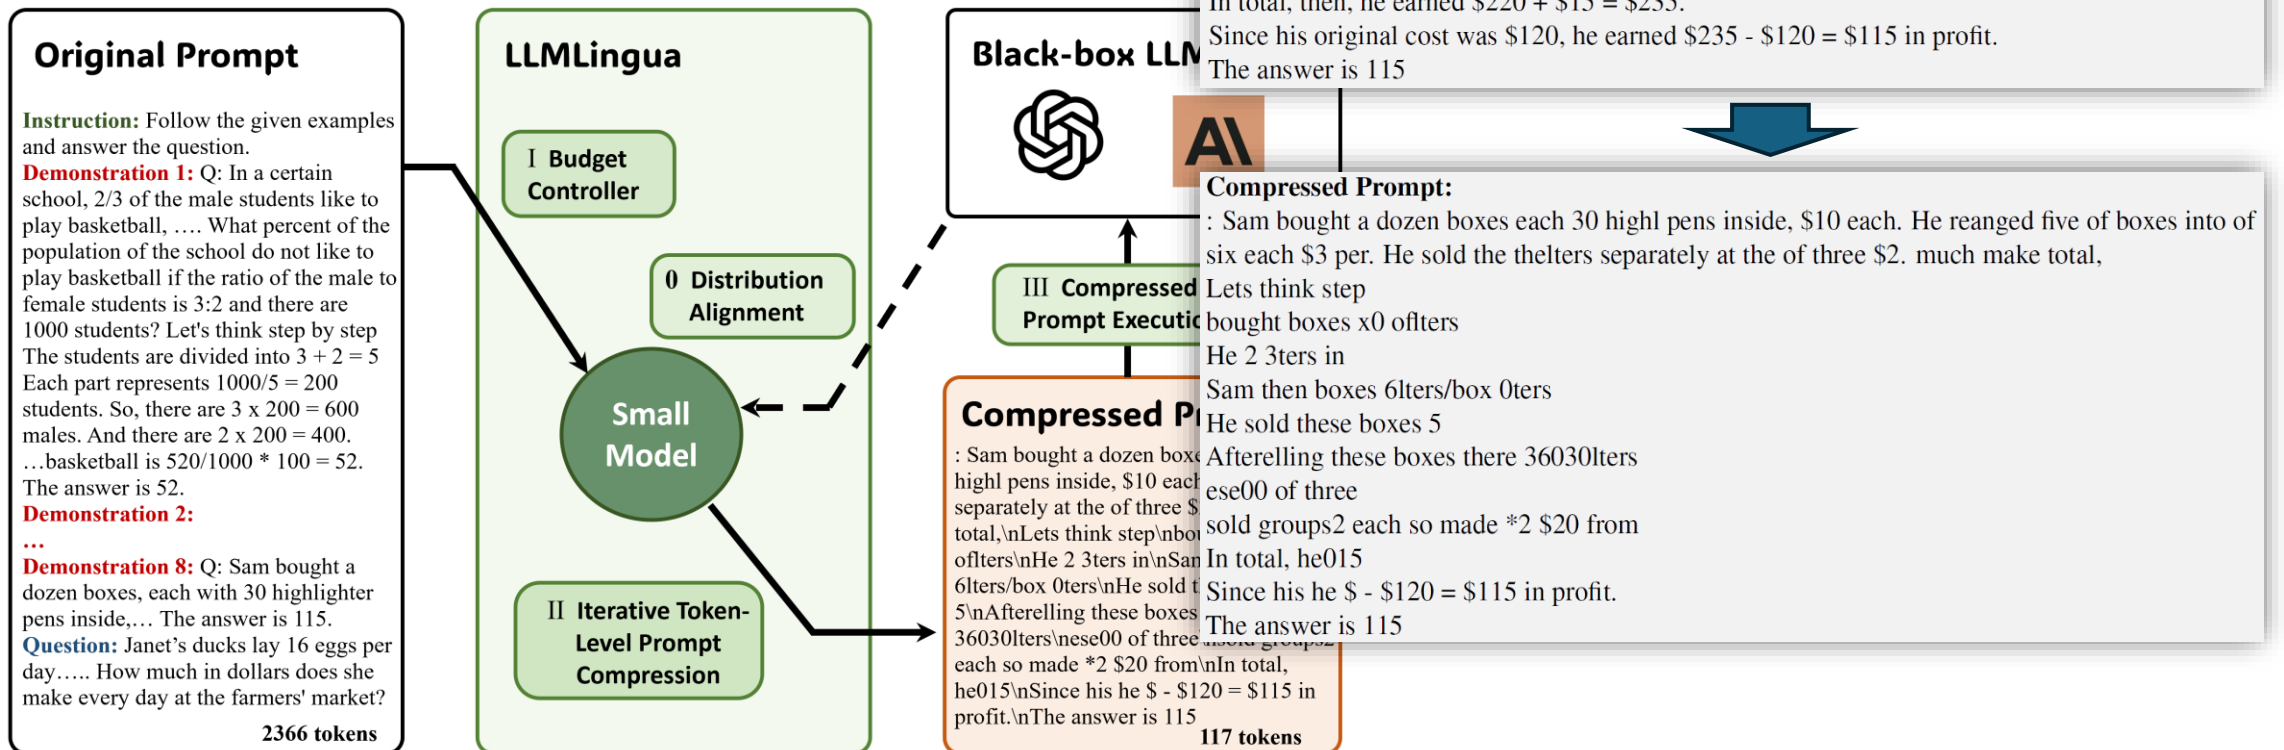 Original Prompt
Instruction: Follow the given examples
and answer the question.
Demonstration 1: Q: In a certain
school, 2/3 of the male students like to
play basketball, …. What percent of the
population of the school do not like to
play basketball if the ratio of the male to
female students is 3:2 and there are
1000 students? Let's think step by step
The students are divided into 3 + 2 = 5
Each part represents 1000/5 = 200
students. So, there are 3 x 200 = 600
males. And there are 2 x 200 = 400.
…basketball is 520/1000 * 100 = 52.
The answer is 52.
Demonstration 2:
…
Demonstration 8: Q: Sam bought a
dozen boxes, each with 30 highlighter
pens inside,… The answer is 115.
Question: Janet’s ducks lay 16 eggs per
day….. How much in dollars does she
make every day at the farmers' market?
2366 tokens
LLMLingua
I Budget
Controller
0 Distribution
Alignment
Small
Model
II Iterative Token-
Level Prompt
Compression
Black-box LLM
A\
III Compressed
Prompt Executio
Compressed Pr
: Sam bought a dozen boxe
highl pens inside, $10 each
separately at the of three $
total,\nLets think step\nbou
oflters\nHe 2 3ters in\nSan
6lters/box 0ters\nHe sold t
5\nAfterelling these boxes
36030lters\nese00 of three\nsold groups2
each so made *2 $20 from\nIn total,
he015\nSince his he $ - $120 = $115 in
profit.\nThe answer is 115
117 tokens
In total, then, he earned $220 + $15 = $235.
Since his original cost was $120, he earned $235 - $120 = $115 in profit.
The answer is 115
Compressed Prompt:
: Sam bought a dozen boxes each 30 highl pens inside, $10 each. He reanged five of boxes into of
six each $3 per. He sold the thelters separately at the of three $2. much make total,
Lets think step
bought boxes x0 oflters
He 2 3ters in
Sam then boxes 6lters/box 0ters
He sold these boxes 5
Afterelling these boxes there 36030lters
ese00 of three
sold groups2 each so made *2 $20 from
In total, he015
Since his he $ - $120 = $115 in profit.
The answer is 115